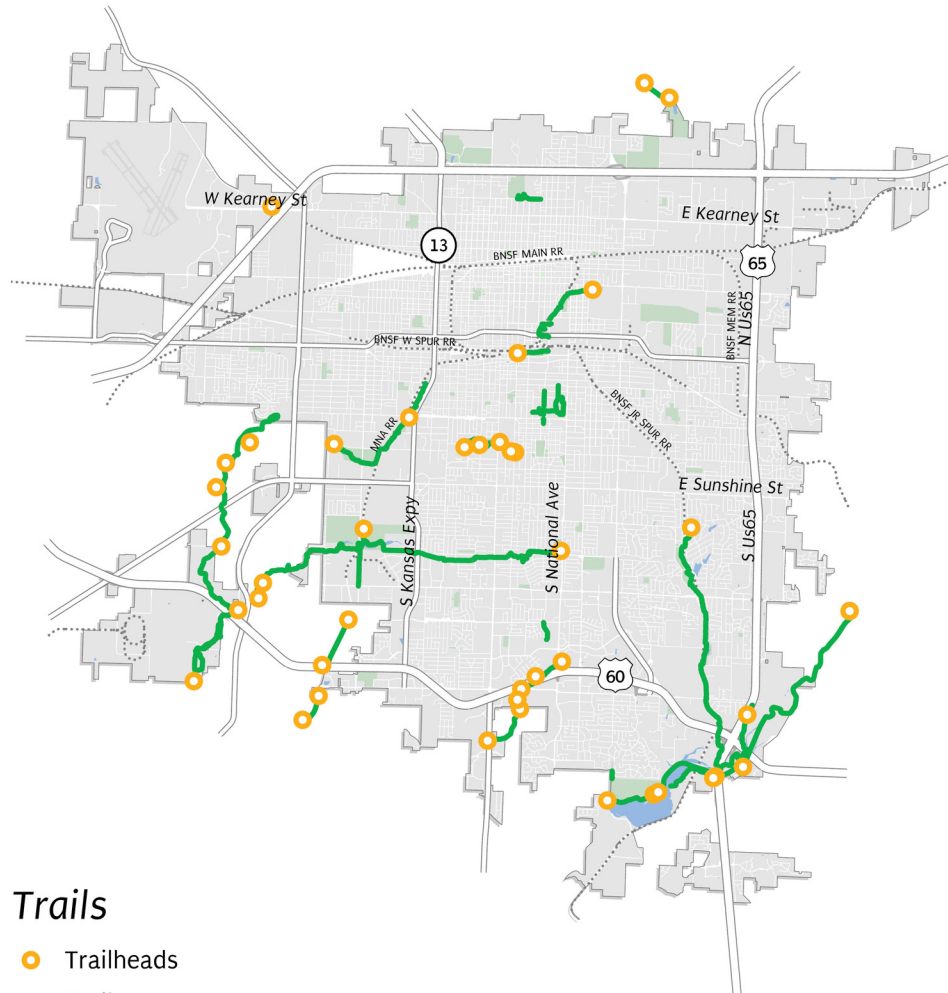 W Kearney St
E Kearney St
13
BNSF MAIN RR
65
BNSF MEM RR
N Us65
BNSF W SPUR RR
BNSF JR SPUR RR
MNA RR
E Sunshine St
S Kansas Expy
S National Ave
S Us65
60
Trails
Trailheads